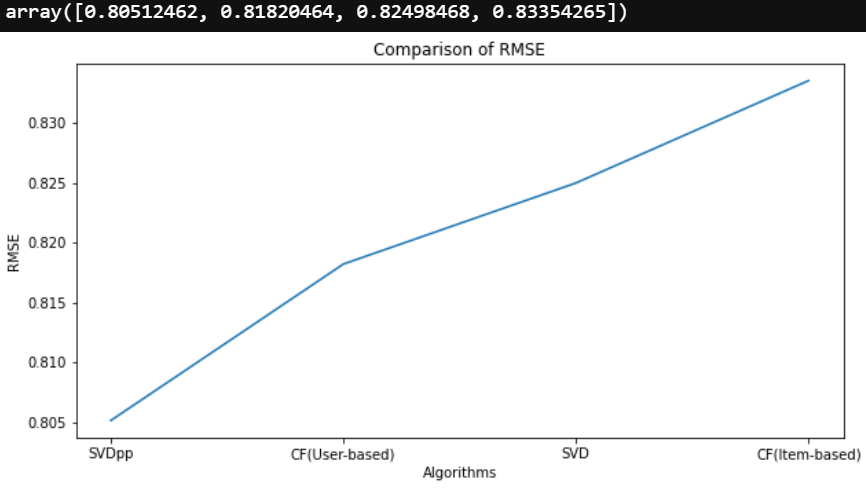 array([0.80512462, 0.81820464, 0.82498468, 0.83354265])
Comparison of RMSE
0.830
0.825
0.820
0.815
0.810
0.805
RMSE
SVDpp CF(User-based) SVD CF(Item-based)
Algorithms